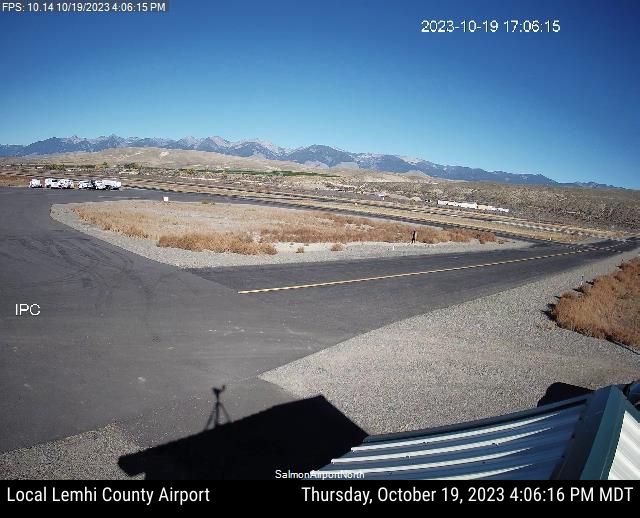 FPS: 10.14 10/19/2023 4:06:15 PM
2023-10-19 17:06:15
IPC
SalmonAirportNorth
Local Lemhi County Airport
Thursday, October 19, 2023 4:06:16 PM MDT